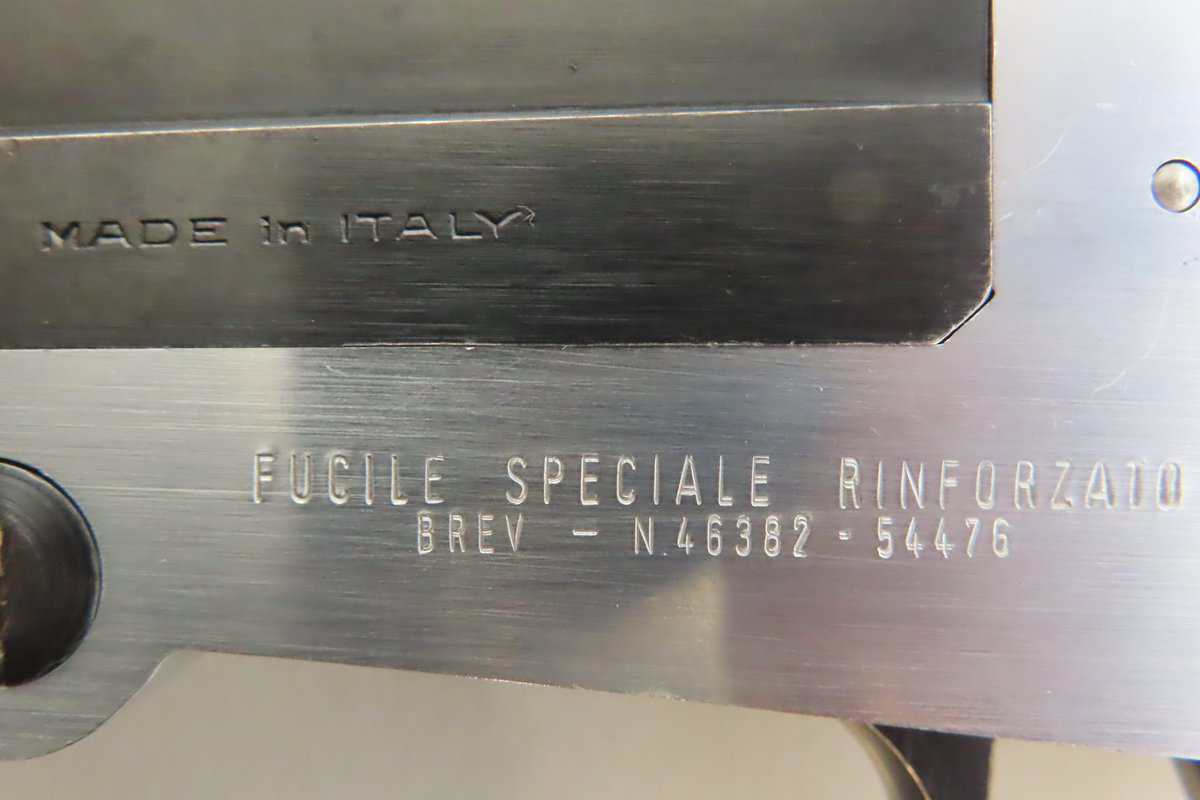 MADE in ITALY
FUCILE SPECIALE RINFORZATO
BREV - N.46382 - 54476